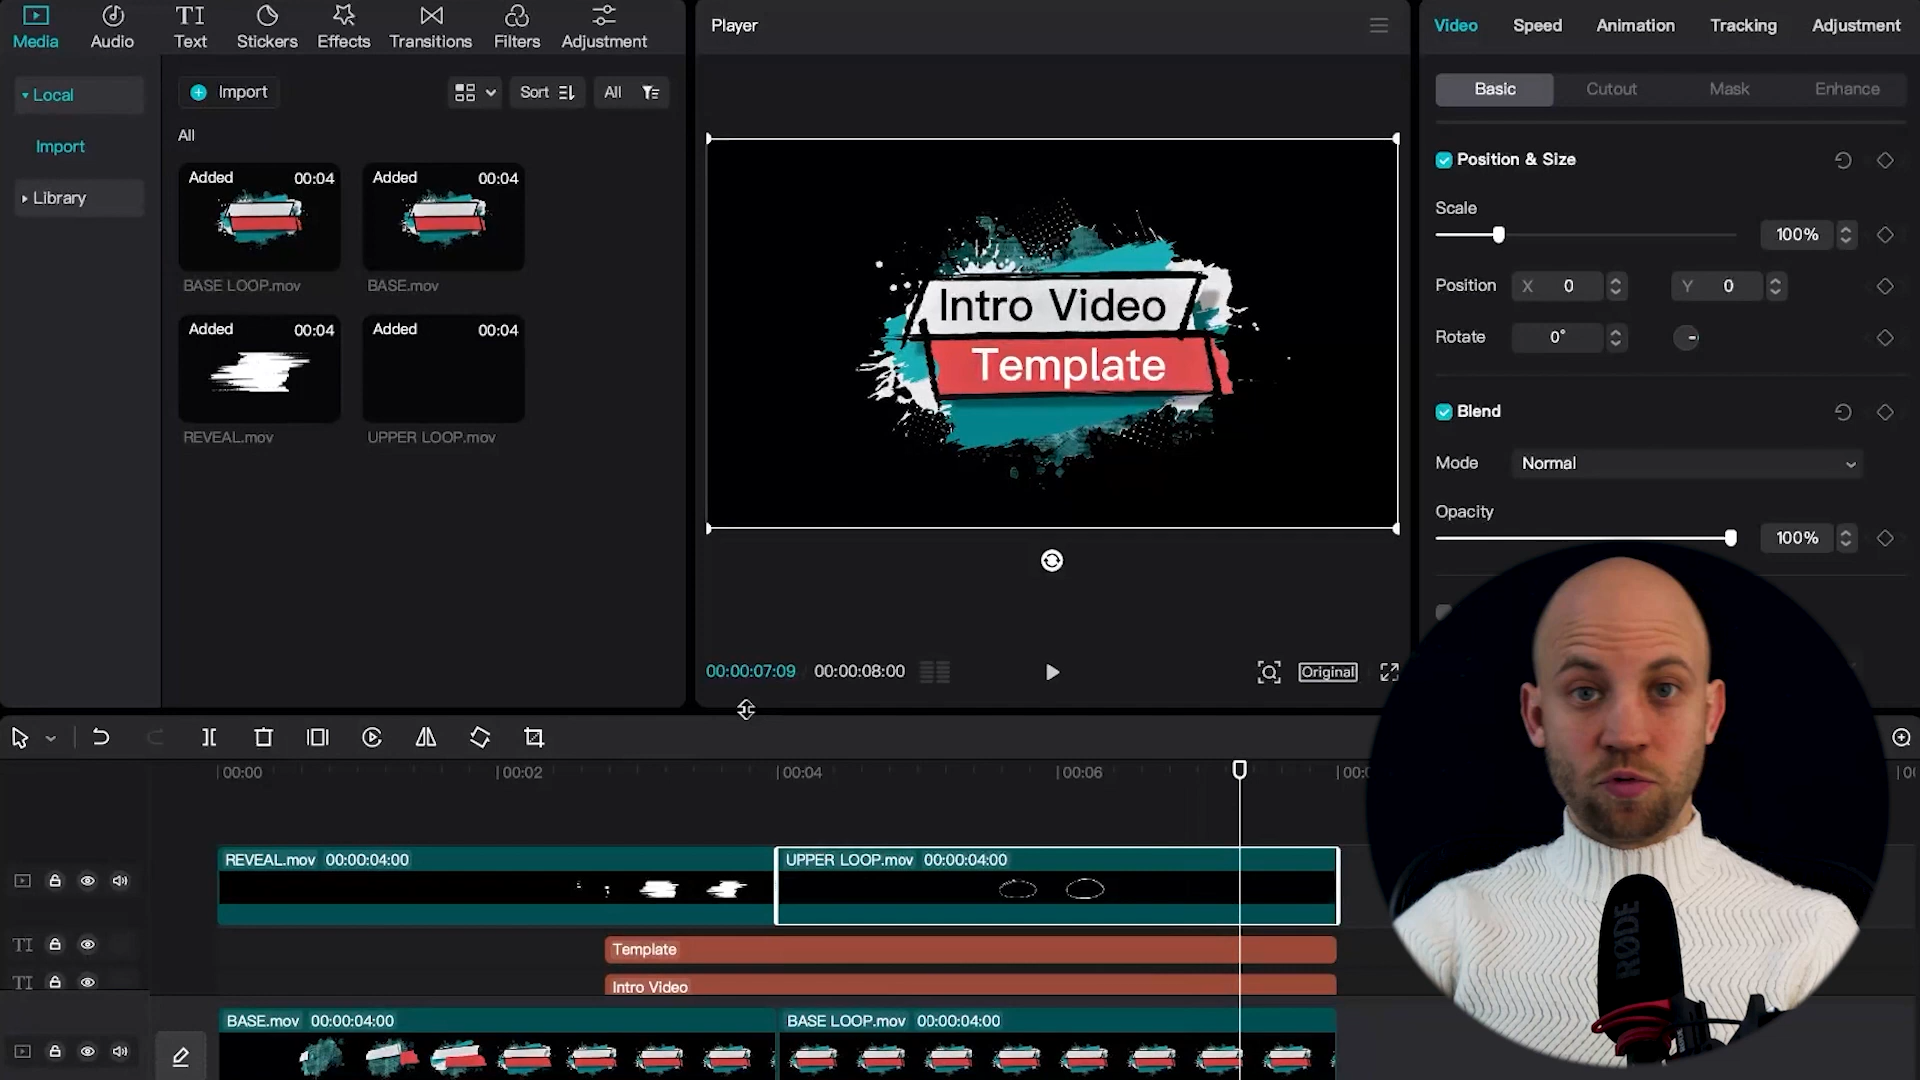 Media
Audio
Text
Stickers
Effects
Transitions
Filters
Adjustment
Player
Video
Speed
Animation
Tracking
Adjustment
Local
Import
Library
Import
Sort
All
All
Added 00:04
BASE LOOP.mov
Added 00:04
BASE.mov
Added 00:04
REVEAL.mov
Added 00:04
UPPER LOOP.mov
Intro Video
Template
00:00:07:09
00:00:08:00
Original
Basic
Cutout
Mask
Enhance
Position & Size
Scale
100%
Position
X 0
Y 0
Rotate
0°
Blend
Mode
Normal
Opacity
100%
00:00
00:02
00:04
00:06
REVEAL.mov 00:00:04:00
UPPER LOOP.mov 00:00:04:00
TI
Template
TI
Intro Video
BASE.mov 00:00:04:00
BASE LOOP.mov 00:00:04:00
RØDE